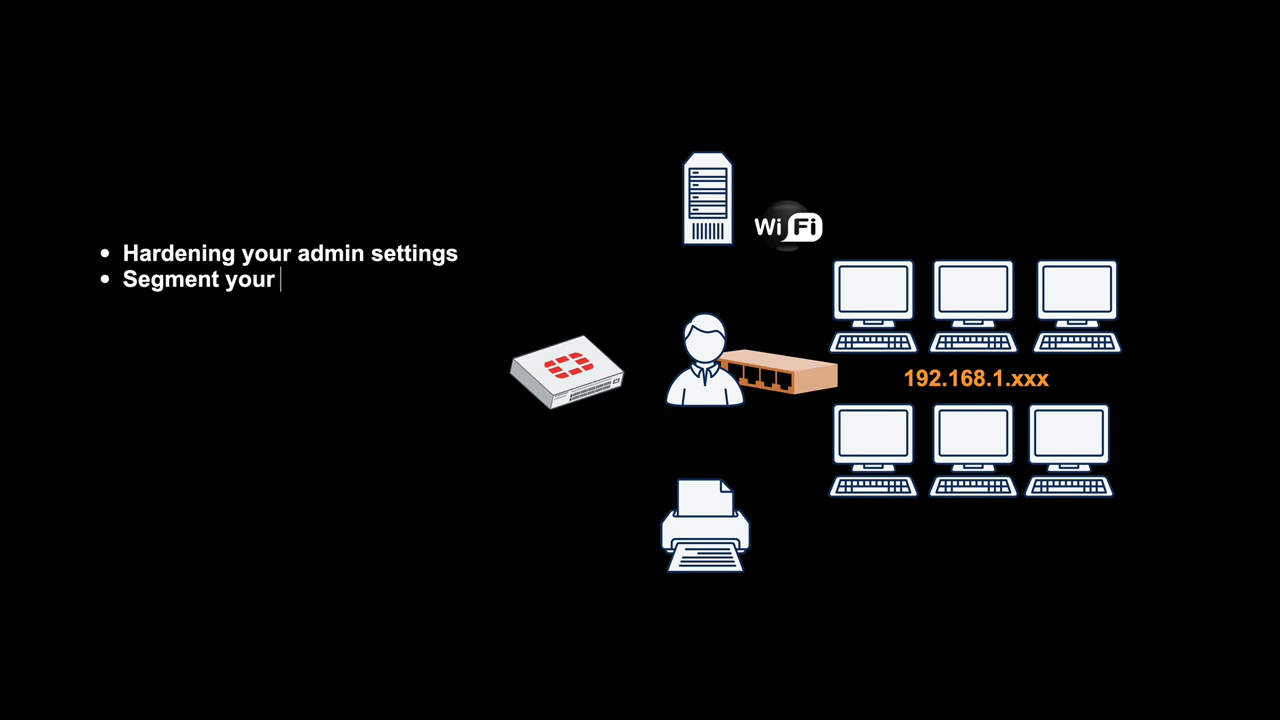 Wi Fi
• Hardening your admin settings
• Segment your
192.168.1.xxx